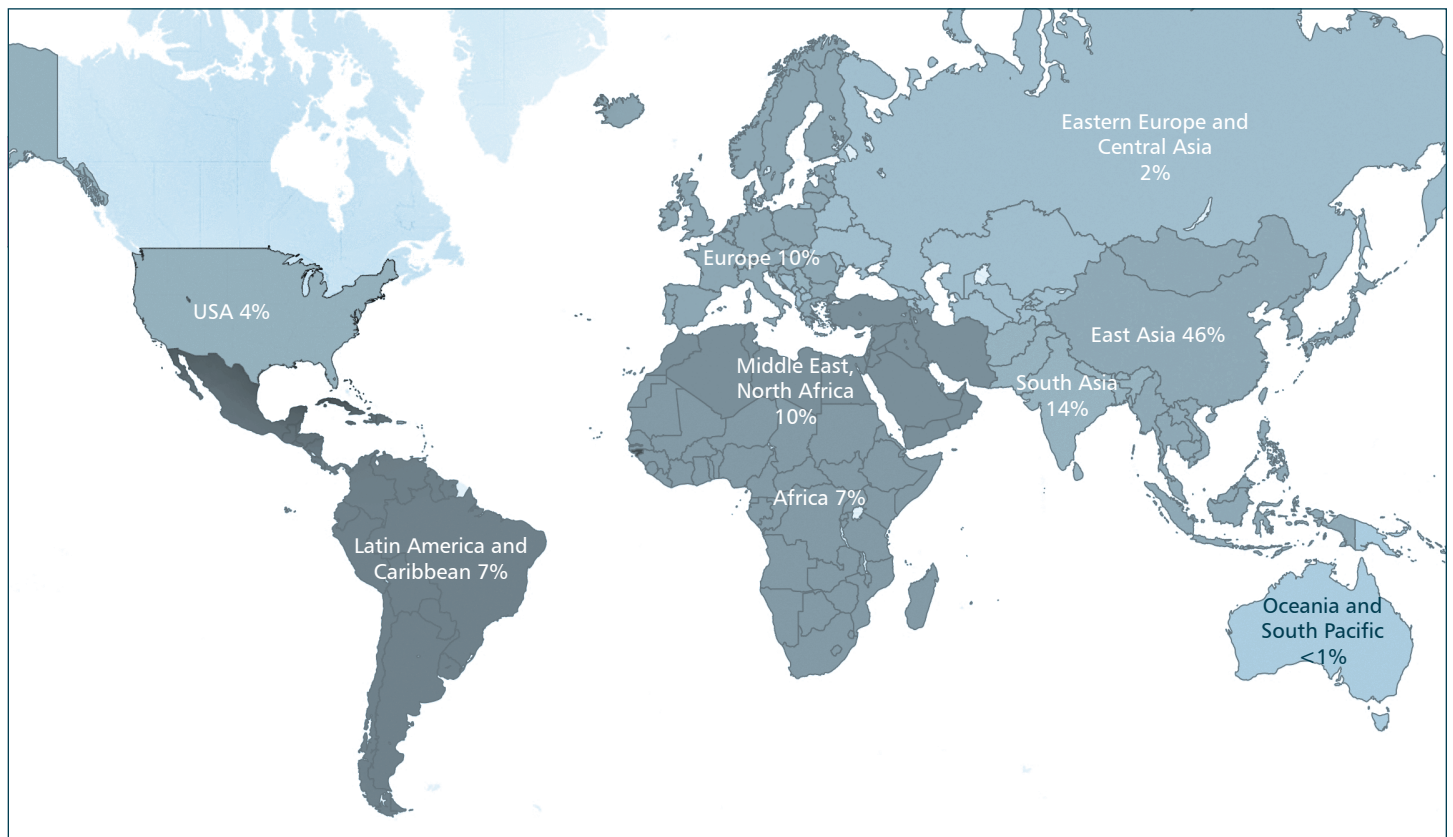 Eastern Europe and
Central Asia
2%
Europe 10%
USA 4%
East Asia 46%
Middle East,
North Africa
10%
South Asia
14%
Africa 7%
Latin America and
Caribbean 7%
Oceania and
South Pacific
<1%